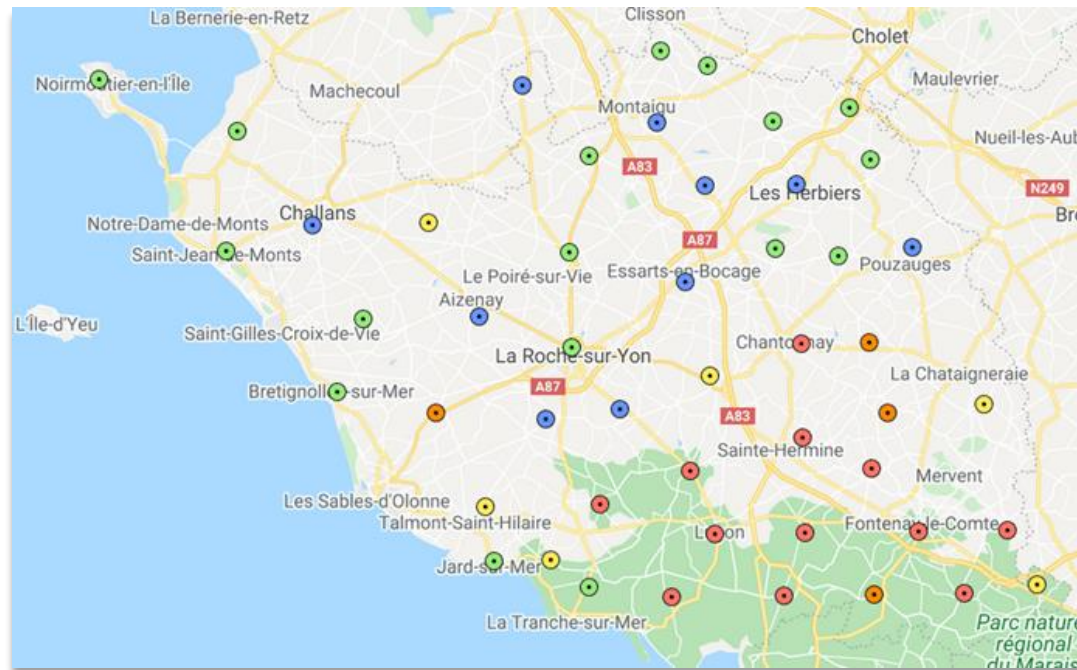 La Bernerie-en-Retz
Clisson
Cholet
Noirmoutier-en-l'Île
Machecoul
Maulevrier
Montaigu
Nueil-les-Aub
A83
N249
Les Herbiers
Notre-Dame-de-Monts
Challans
Br
A87
Saint-Jean-de-Monts
Le Poiré-sur-Vie
Essarts-en-Bocage
Pouzauges
Aizenay
L'Île-d'Yeu
Saint-Gilles-Croix-de-Vie
Chantonnay
La Roche-sur-Yon
La Chataigneraie
Bretignolles-sur-Mer
A87
A83
Sainte-Hermine
Mervent
Les Sables-d'Olonne
Talmont-Saint-Hilaire
Fontenay-le-Comte
Luçon
Jard-sur-Mer
La Tranche-sur-Mer
Parc nature
régional
du Marais